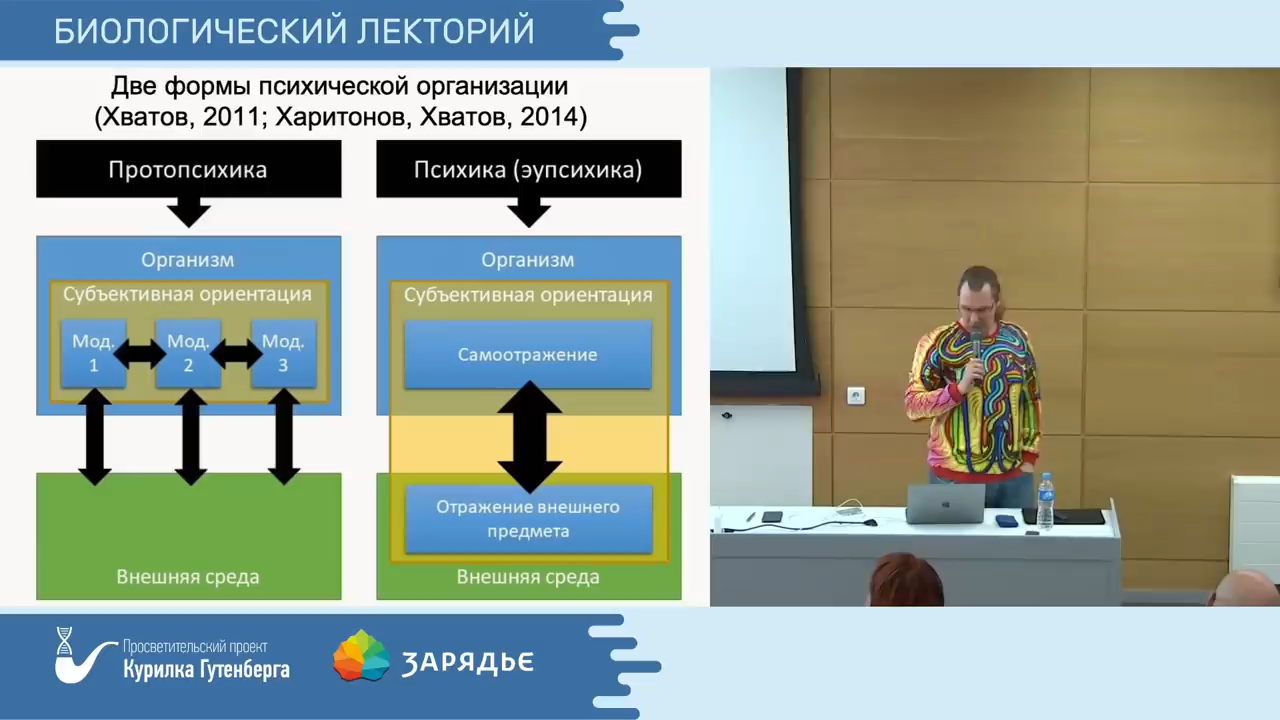 БИОЛОГИЧЕСКИЙ ЛЕКТОРИЙ
Две формы психической организации
(Хватов, 2011; Харитонов, Хватов, 2014)
Протопсихика
Организм
Субъективная ориентация
Мод.
1
Мод.
2
Мод.
3
Внешняя среда
Психика (эупсихика)
Организм
Субъективная ориентация
Самоотражение
Отражение внешнего
предмета
Внешняя среда
Просветительский проект
Курилка Гутенберга
ЗАРЯДЬЕ